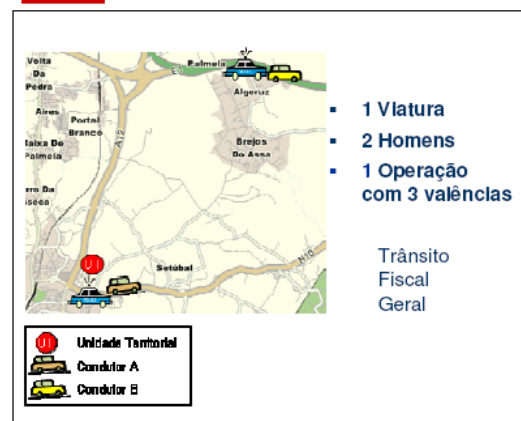 Volta
Da
Pedra
Aires
Portal
Branco
Baixa De
Palmela
A12
Palmela
Algeruz
Brejos
Do Assa
Setúbal
N10
UT
1 Viatura
2 Homens
1 Operação
com 3 valências
Trânsito
Fiscal
Geral
UT Unidade Territorial
Condutor A
Condutor B